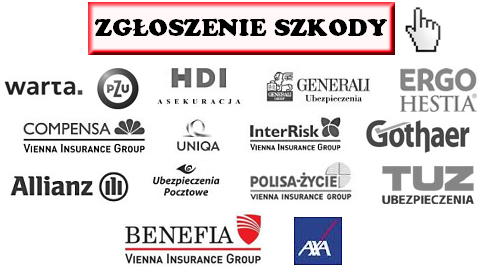 ZGŁOSZENIE SZKODY
warta.
PZU
HDI
ASEKURACJA
GENERALI
Ubezpieczenia
ERGO
HESTIA®
COMPENSA
VIENNA INSURANCE GROUP
UNIQA
InterRisk
VIENNA INSURANCE GROUP
Gothaer
Allianz
Ubezpieczenia
Pocztowe
POLISA-ŻYCIE
VIENNA INSURANCE GROUP
TUZ
UBEZPIECZENIA
BENEFIA
VIENNA INSURANCE GROUP
AXA